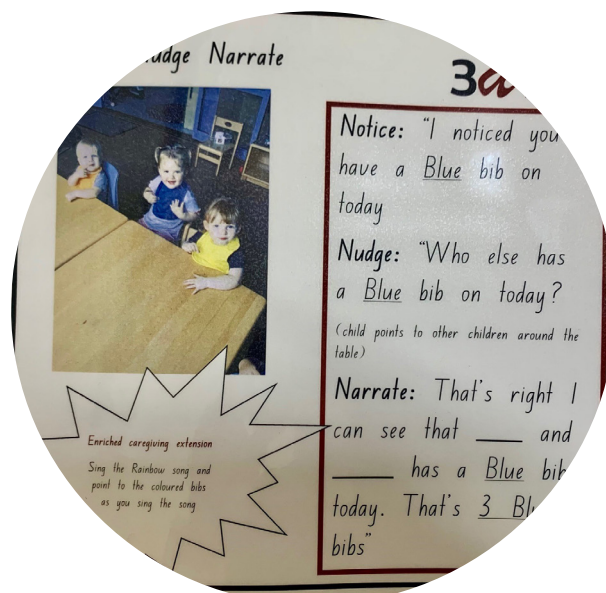 Narrate
3a
Notice: "I noticed you
have a Blue bib on
today
Nudge: "Who else has
a Blue bib on today?
(child points to other children around the
table)
Narrate: That's right I
can see that ____ and
____ has a Blue bib
today. That's 3
bibs"
Enriched caregiving extension
Sing the Rainbow song and
point to the coloured bibs
as you sing the song